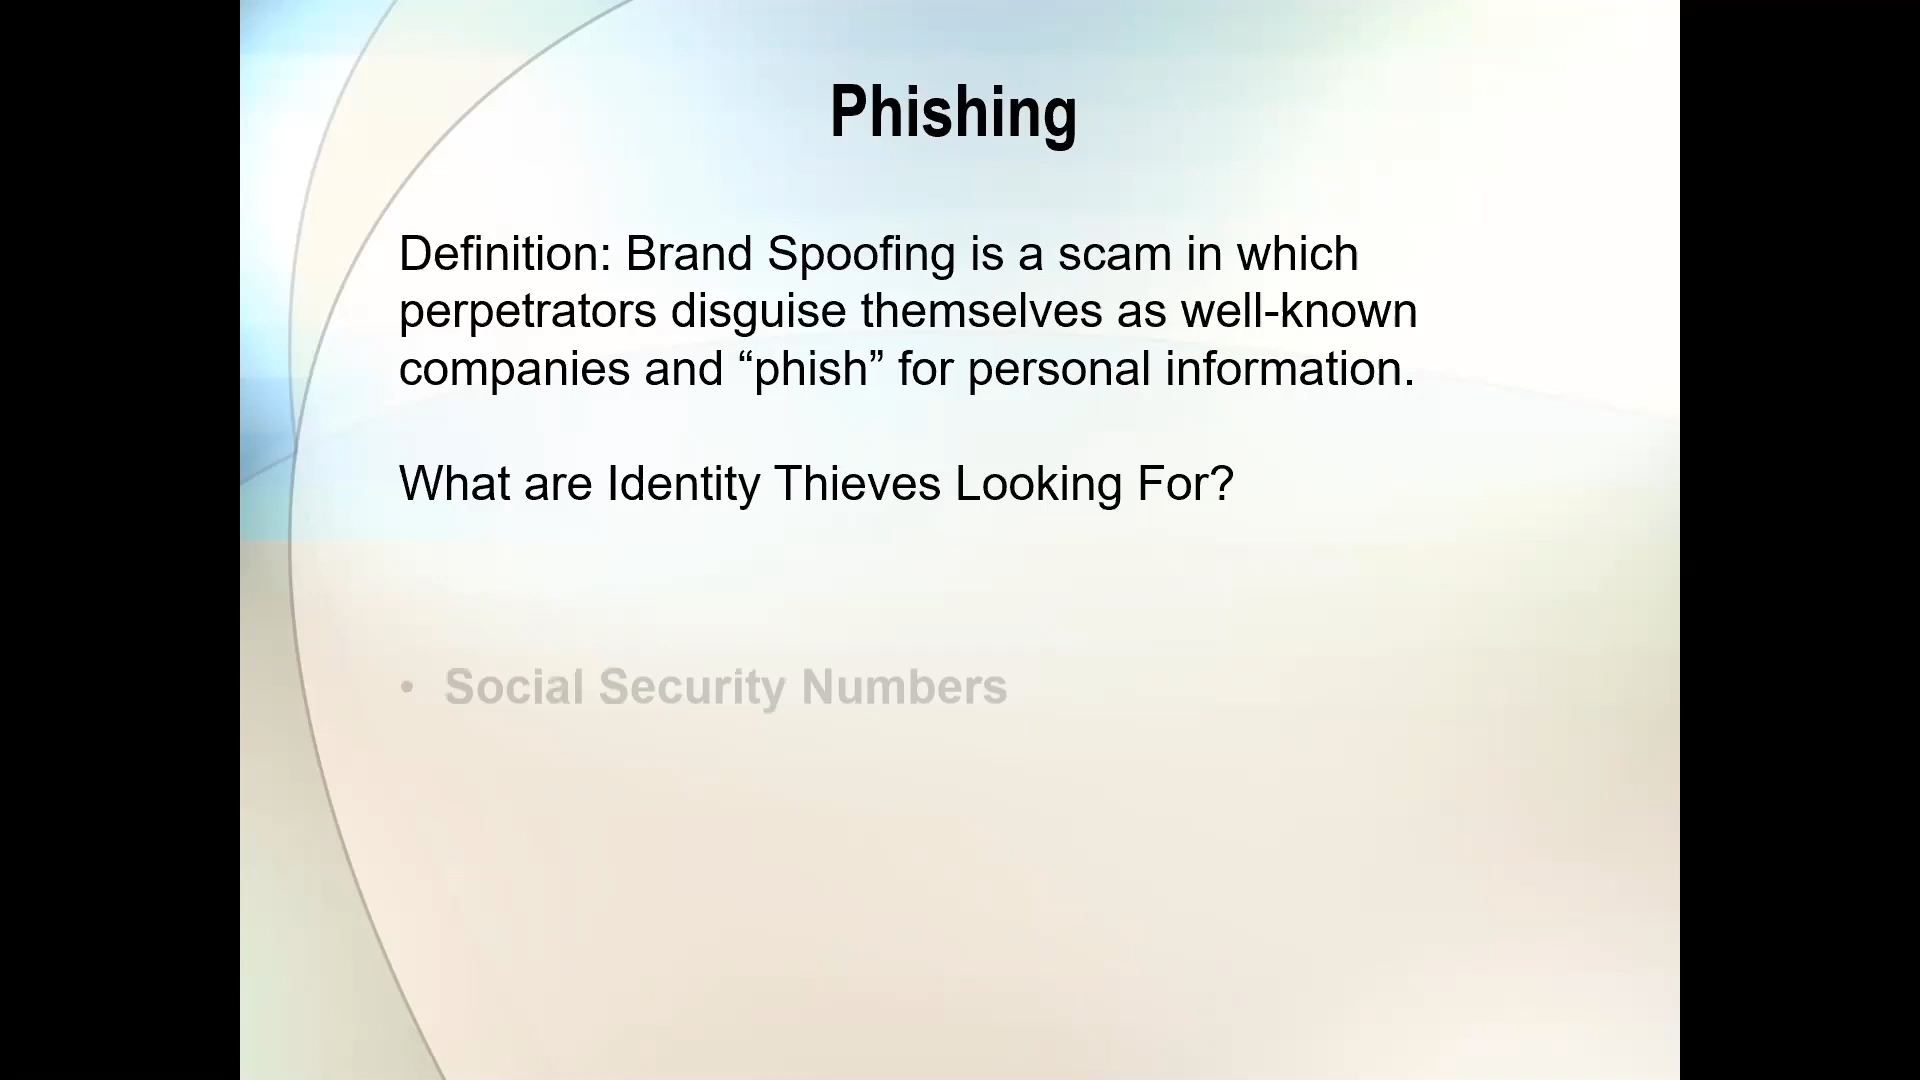 Phishing
Definition: Brand Spoofing is a scam in which
perpetrators disguise themselves as well-known
companies and “phish” for personal information.
What are Identity Thieves Looking For?
• Social Security Numbers